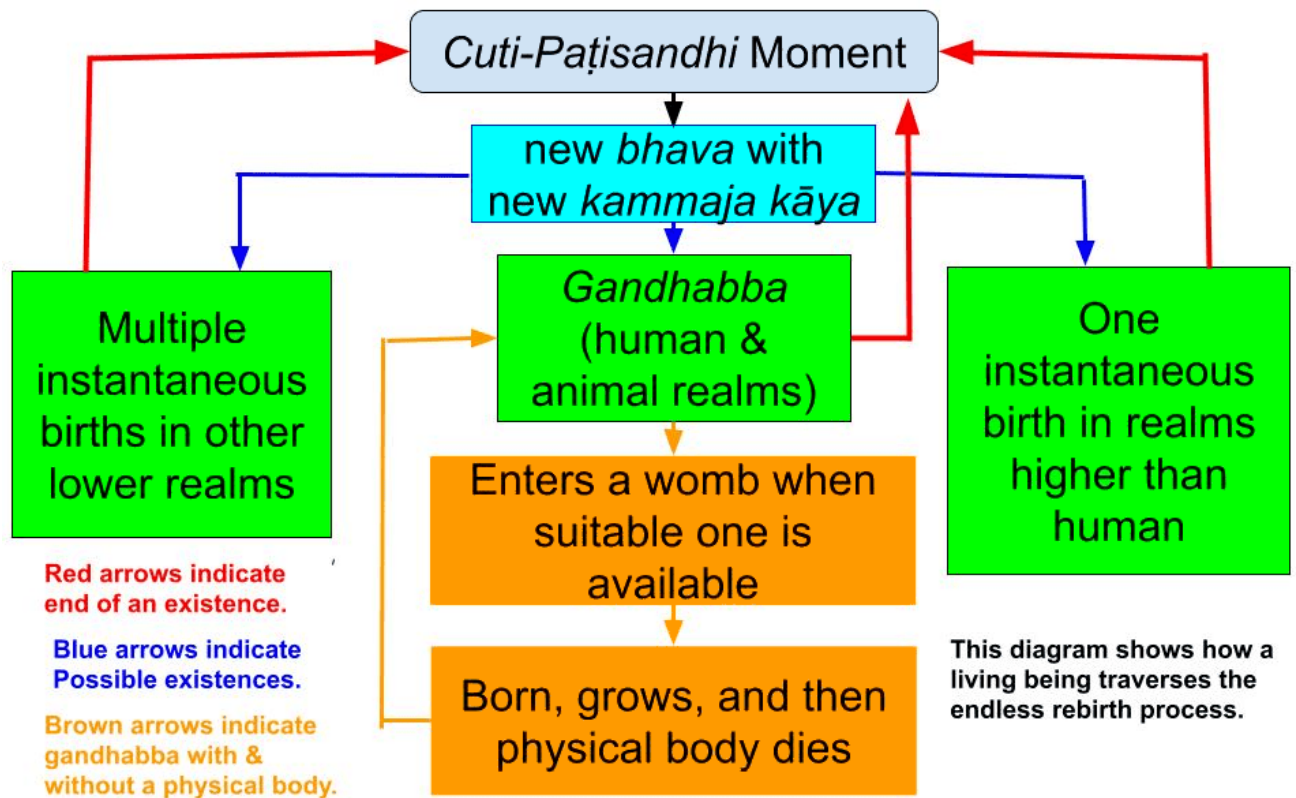 Cuti-Paṭisandhi Moment
new bhava with
new kammaja kāya
Multiple
instantaneous
births in other
lower realms
Gandhabba
(human &
animal realms)
One
instantaneous
birth in realms
higher than
human
Enters a womb when
suitable one is
available
Born, grows, and then
physical body dies
Red arrows indicate
end of an existence.
Blue arrows indicate
Possible existences.
Brown arrows indicate
gandhabba with &
without a physical body.
This diagram shows how a
living being traverses the
endless rebirth process.